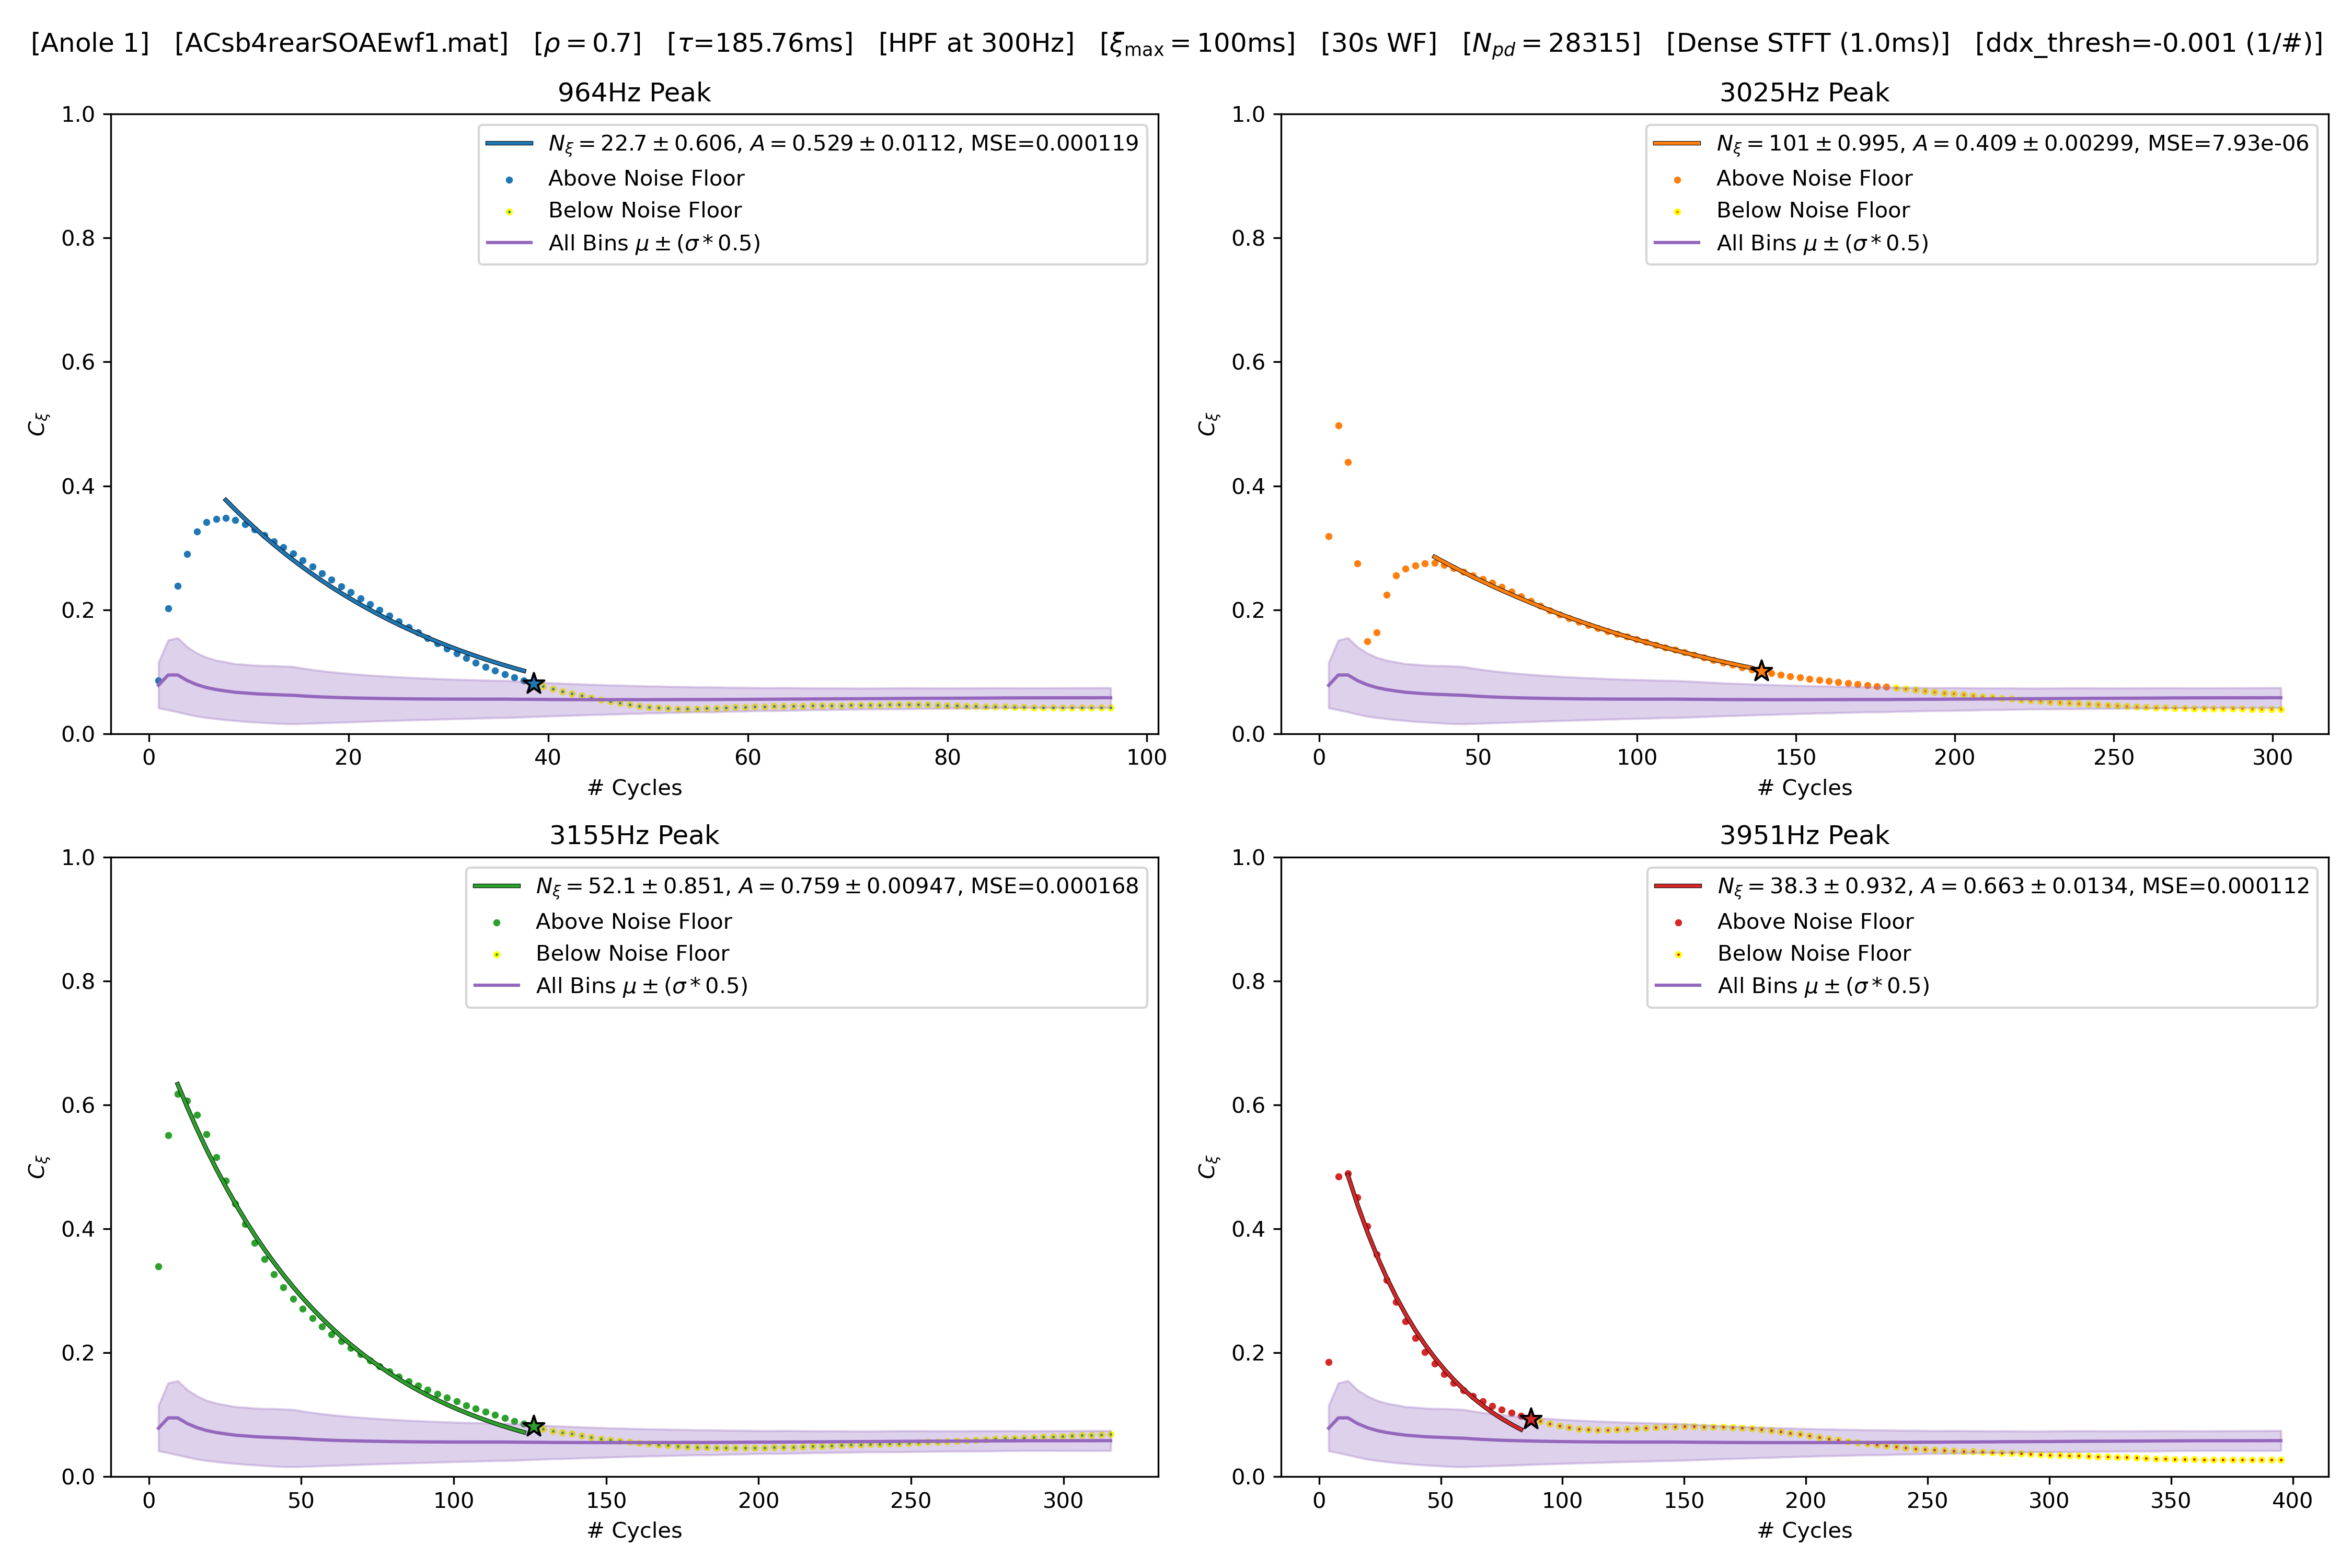 [Anole 1] [ACsb4rearSOAEwf1.mat] [ρ = 0.7] [τ=185.76ms] [HPF at 300Hz] [ξmax = 100ms] [30s WF] [Npd = 28315] [Dense STFT (1.0ms)] [ddx_thresh=-0.001 (1/#)]
964Hz Peak
Nξ = 22.7 ± 0.606, A = 0.529 ± 0.0112, MSE=0.000119
Above Noise Floor
Below Noise Floor
All Bins μ ± (σ * 0.5)
1.0
0.8
0.6
0.4
0.2
0.0
Cξ
0 20 40 60 80 100
# Cycles
3025Hz Peak
Nξ = 101 ± 0.995, A = 0.409 ± 0.00299, MSE=7.93e-06
Above Noise Floor
Below Noise Floor
All Bins μ ± (σ * 0.5)
1.0
0.8
0.6
0.4
0.2
0.0
Cξ
0 50 100 150 200 250 300
# Cycles
3155Hz Peak
Nξ = 52.1 ± 0.851, A = 0.759 ± 0.00947, MSE=0.000168
Above Noise Floor
Below Noise Floor
All Bins μ ± (σ * 0.5)
1.0
0.8
0.6
0.4
0.2
0.0
Cξ
0 50 100 150 200 250 300
# Cycles
3951Hz Peak
Nξ = 38.3 ± 0.932, A = 0.663 ± 0.0134, MSE=0.000112
Above Noise Floor
Below Noise Floor
All Bins μ ± (σ * 0.5)
1.0
0.8
0.6
0.4
0.2
0.0
Cξ
0 50 100 150 200 250 300 350 400
# Cycles